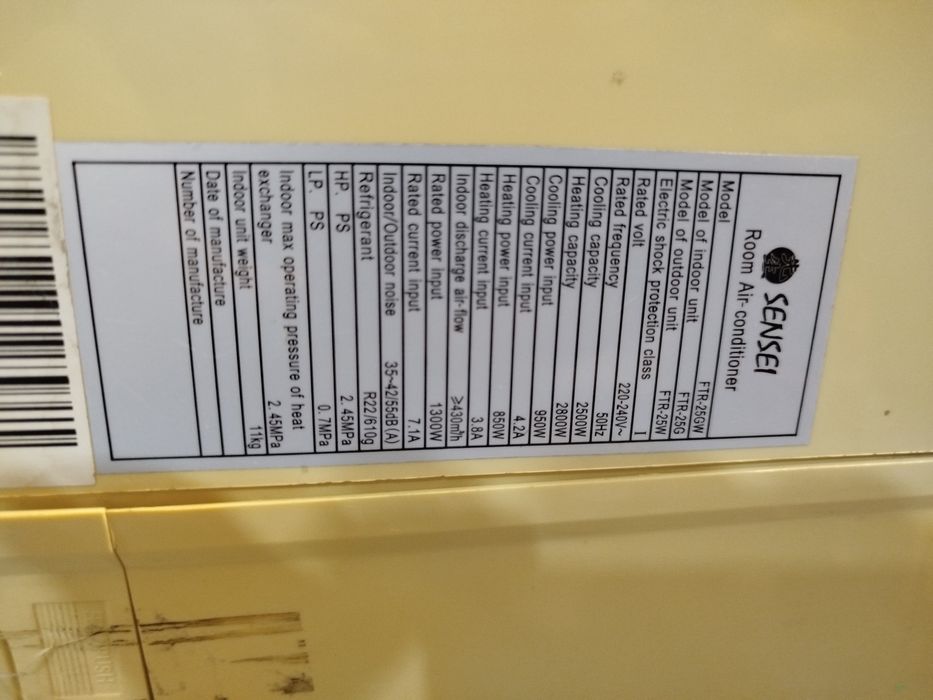 SENSEI
Room Air-conditioner
Model FTR-25GW
Model of indoor unit FTR-25G
Model of outdoor unit FTR-25W
Electric shock protection class I
Rated volt 220-240V~
Rated frequency 50Hz
Cooling capacity 2500W
Heating capacity 2800W
Cooling power input 950W
Cooling current input 4.2A
Heating power input 850W
Heating current input 3.8A
Indoor discharge air-flow ≥430m³/h
Rated power input 1300W
Rated current input 7.1A
Indoor/Outdoor noise 35~42/55dB(A)
Refrigerant R22/610g
HP. PS 2.45MPa
LP. PS 0.7MPa
Indoor max operating pressure of heat
exchanger 2.45MPa
Indoor unit weight 11kg
Date of manufacture
Number of manufacture
PUSH